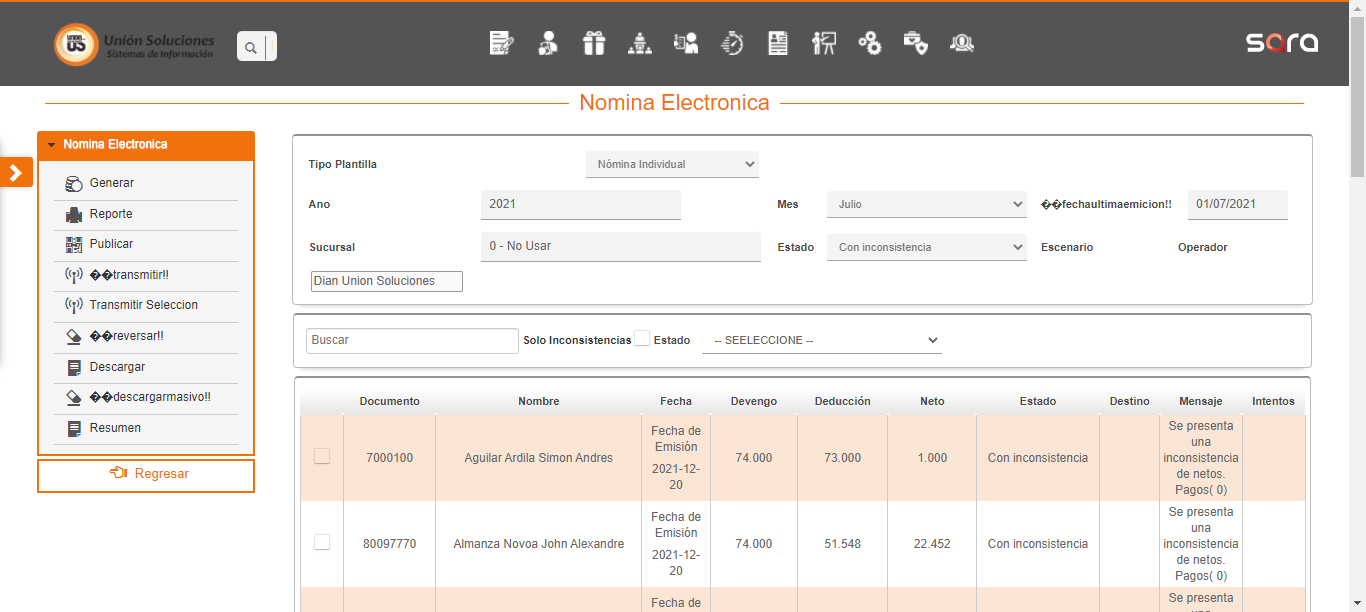 Unión Soluciones
Sistemas de Información
sara
Nomina Electronica
Nomina Electronica
Generar
Reporte
Publicar
��transmitir!!
Transmitir Seleccion
��reversar!!
Descargar
��descargarmasivo!!
Resumen
Regresar
Tipo Plantilla Nómina Individual
Ano 2021 Mes Julio ��fechaultimaemicion!! 01/07/2021
Sucursal 0 - No Usar Estado Con inconsistencia Escenario Operador
Dian Union Soluciones
Buscar Solo Inconsistencias Estado -- SEELECCIONE --
Documento Nombre Fecha Devengo Deducción Neto Estado Destino Mensaje Intentos
7000100 Aguilar Ardila Simon Andres
Fecha de
Emisión
2021-12-
20
74.000 73.000 1.000 Con inconsistencia
Se presenta
una
inconsistencia
de netos.
Pagos( 0)
80097770 Almanza Novoa John Alexandre
Fecha de
Emisión
2021-12-
20
74.000 51.548 22.452 Con inconsistencia
Se presenta
una
inconsistencia
de netos.
Pagos( 0)
Fecha de
Se presenta